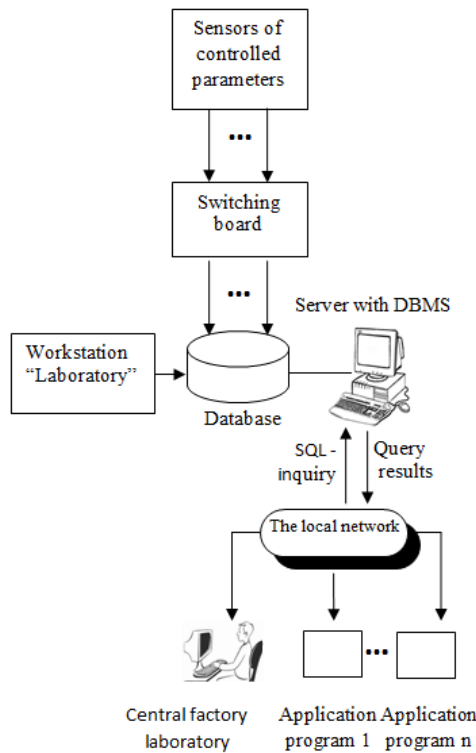 Sensors of
controlled
parameters
...
Switching
board
...
Server with DBMS
Workstation
“Laboratory”
Database
SQL -
inquiry
Query
results
The local network
...
Central factory
laboratory
Application
program 1
Application
program n